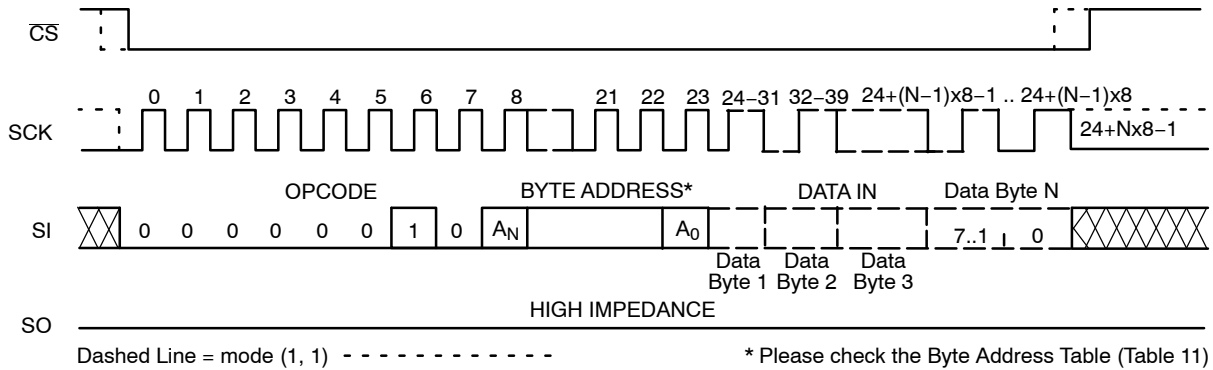 CS
0 1 2 3 4 5 6 7 8 21 22 23 24−31 32−39 24+(N−1)x8−1 .. 24+(N−1)x8
SCK
24+Nx8−1
OPCODE BYTE ADDRESS* DATA IN Data Byte N
SI 0 0 0 0 0 0 1 0 AN A0 7..1 0
Data Byte 1 Data Byte 2 Data Byte 3
HIGH IMPEDANCE
SO
Dashed Line = mode (1, 1) * Please check the Byte Address Table (Table 11)